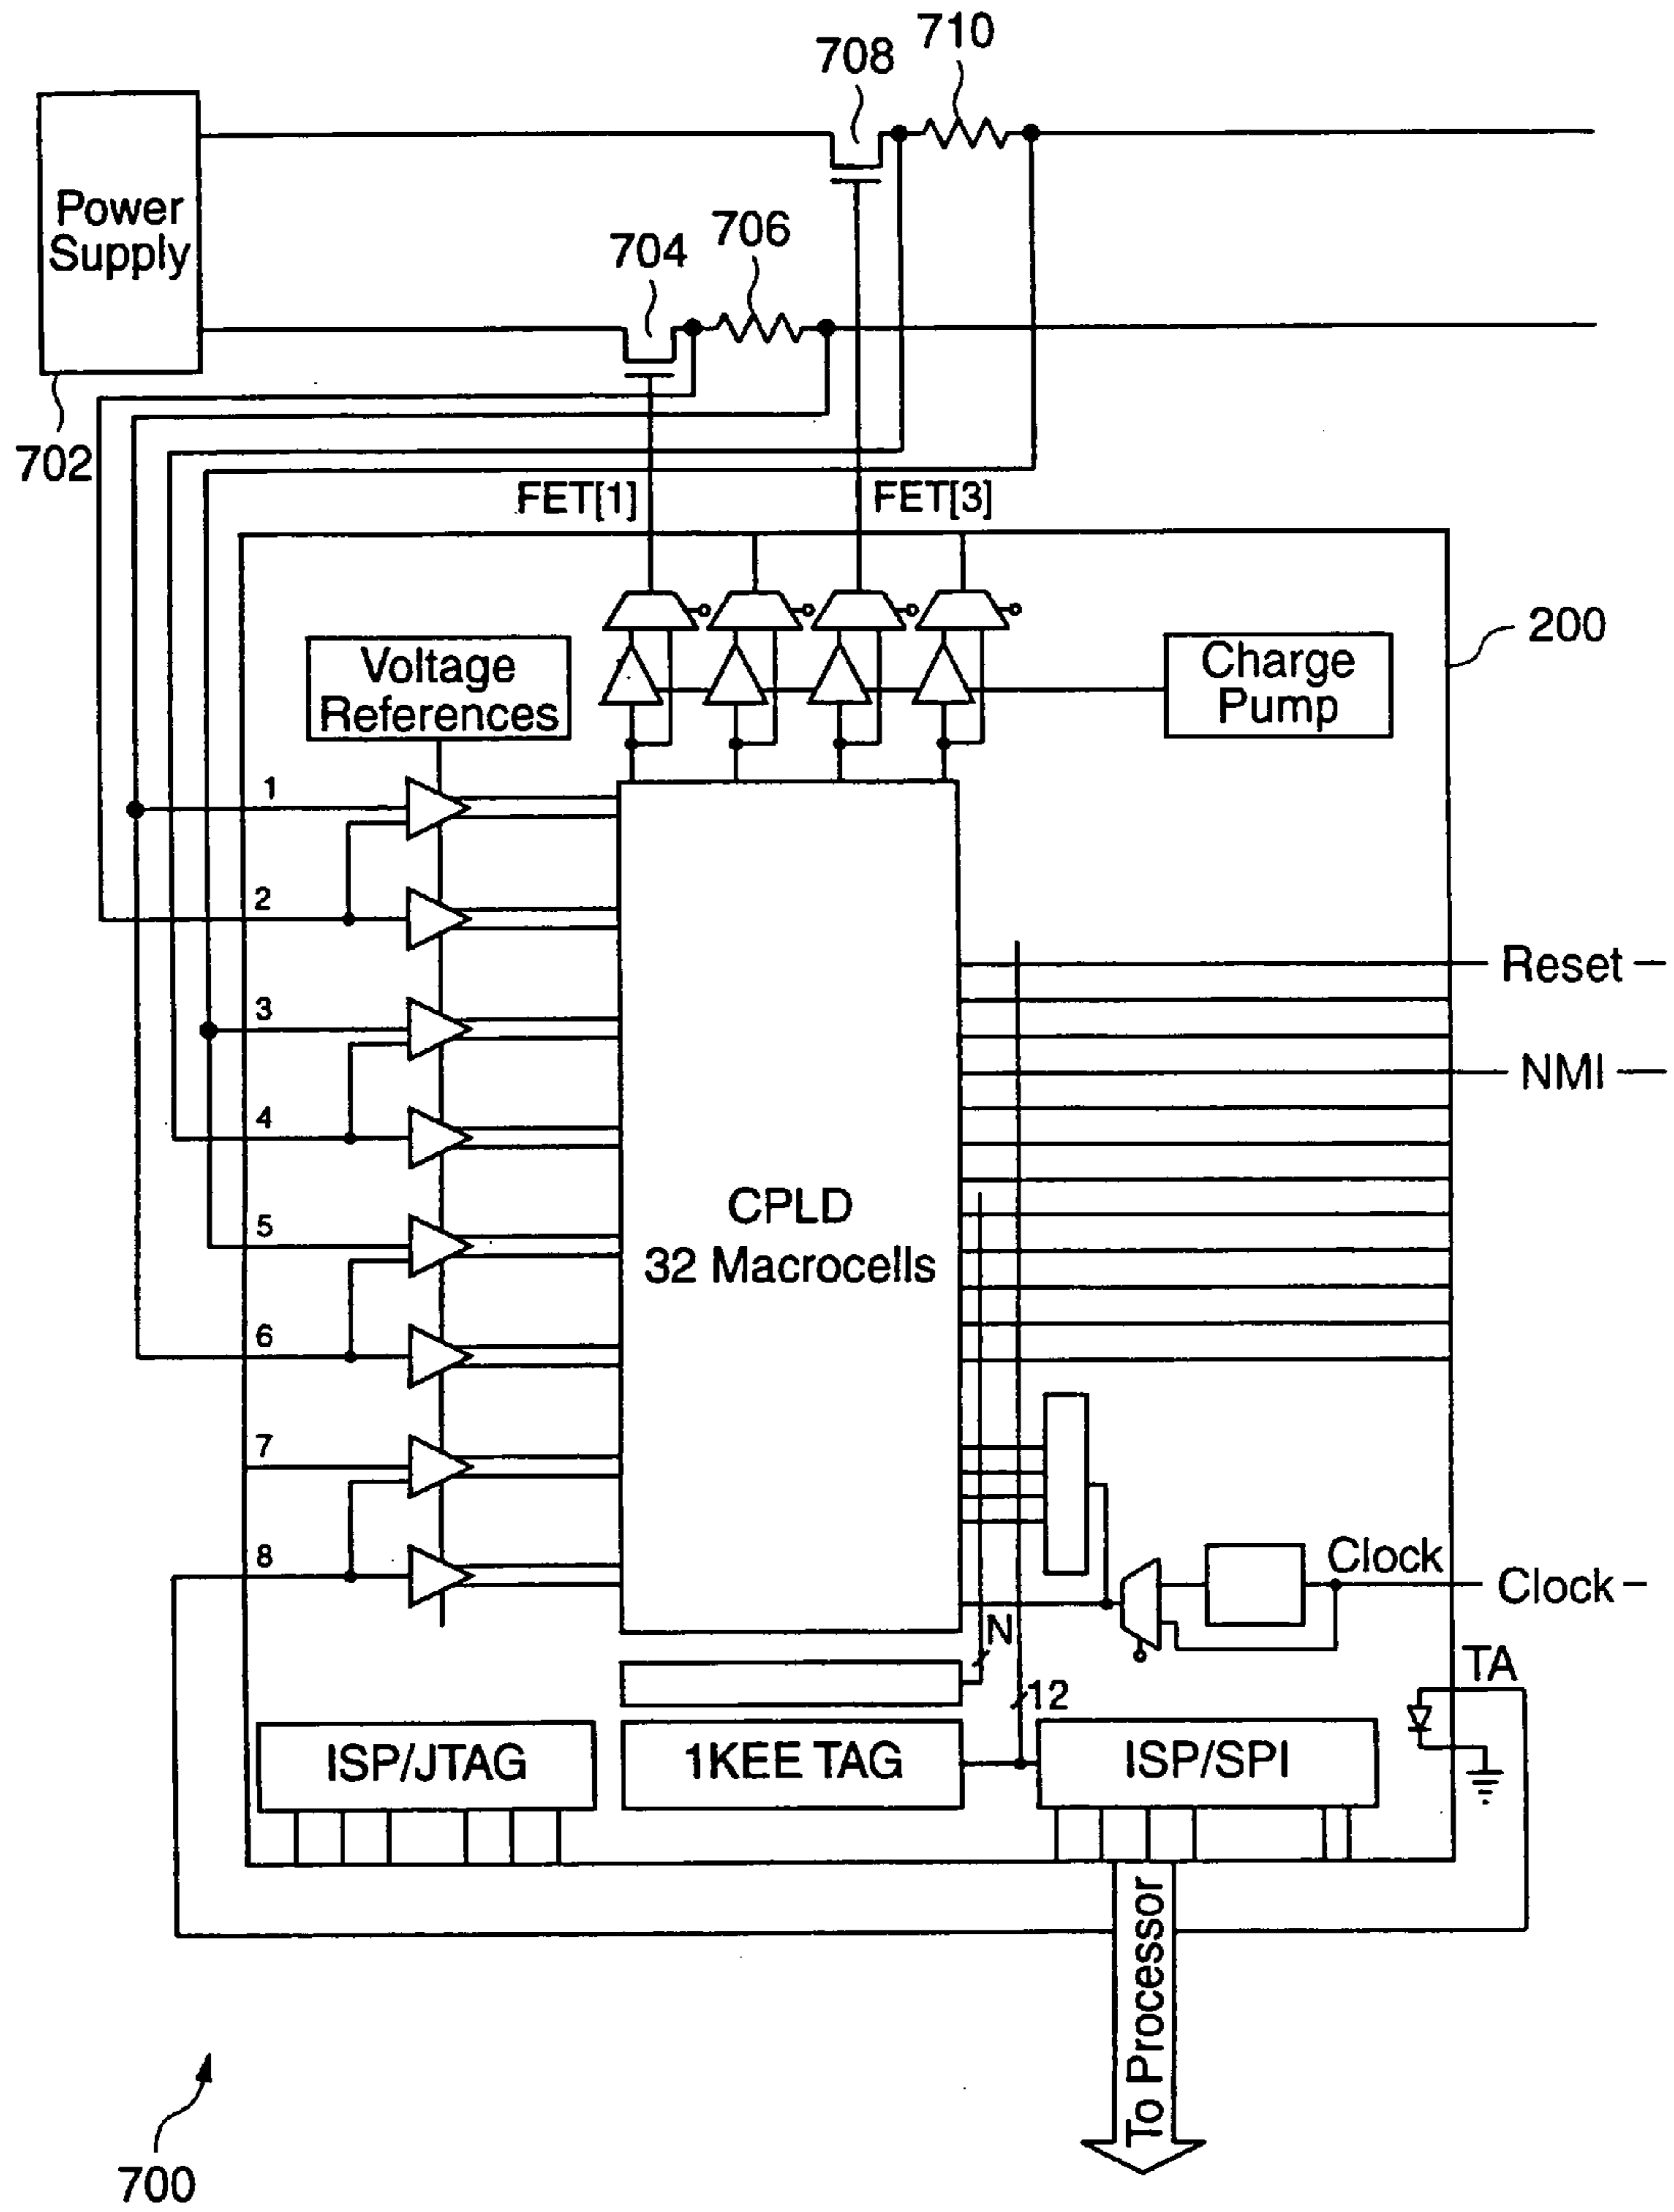 710
708
Power
Supply
704
706
702
FET[1]
FET[3]
200
Voltage
References
Charge
Pump
1
2
3
4
5
6
7
8
CPLD
32 Macrocells
Reset
NMI
Clock
Clock
N
TA
12
ISP/JTAG
1KEE TAG
ISP/SPI
To Processor
700